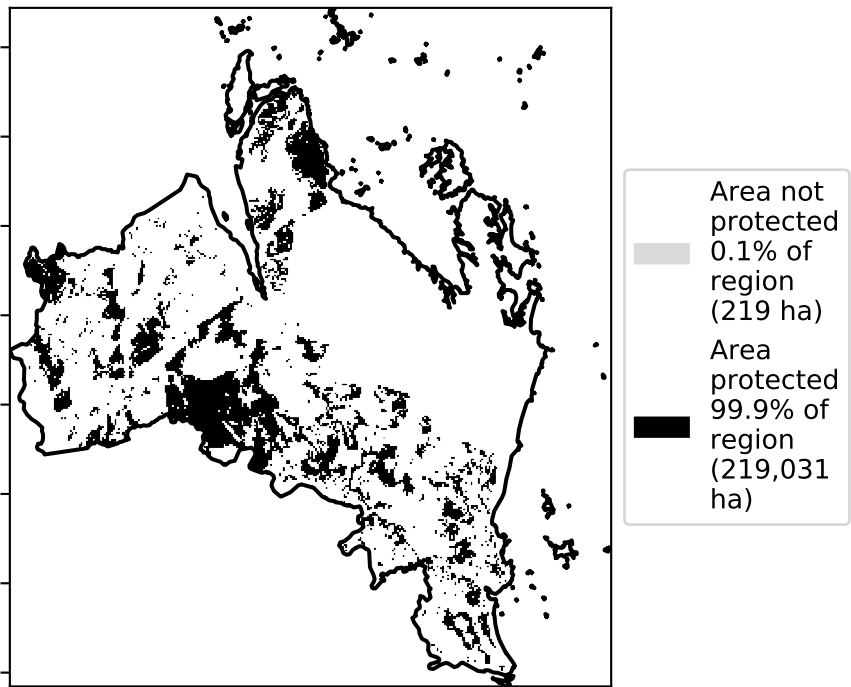 Area not
protected
0.1% of
region
(219 ha)
Area
protected
99.9% of
region
(219,031
ha)